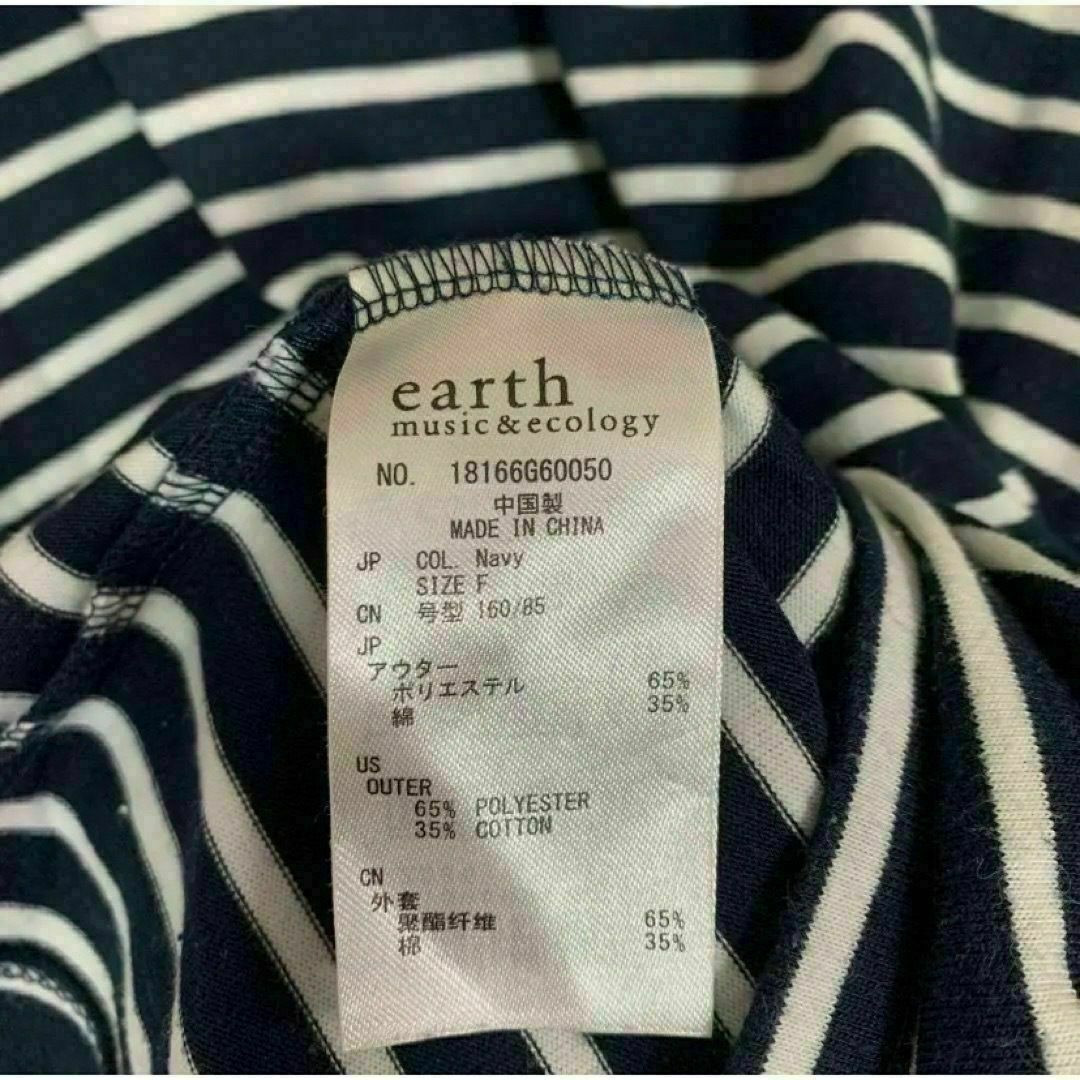 earth
music&ecology
NO. 18166G60050
中国製
MADE IN CHINA
JP COL. Navy
SIZE F
CN 号型 160/85
JP
アウター
ポリエステル 65%
綿 35%
US
OUTER
65% POLYESTER
35% COTTON
CN
外套
聚酯纤维 65%
棉 35%